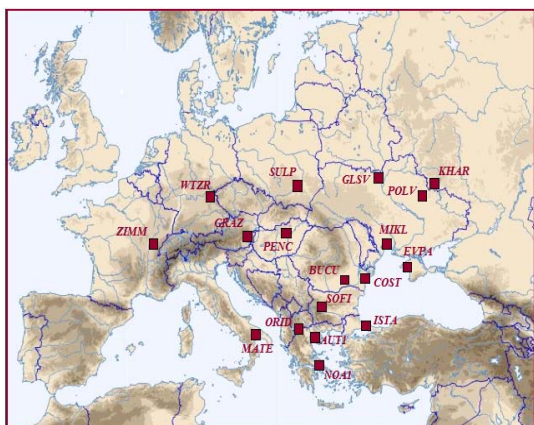 SULP
GLSV
KHAR
WTZR
POLV
ZIMM
GRAZ
PENC
MIKL
EVPA
BUCU
COST
SOFI
ORID
ISTA
MATE
AUT1
NOA1